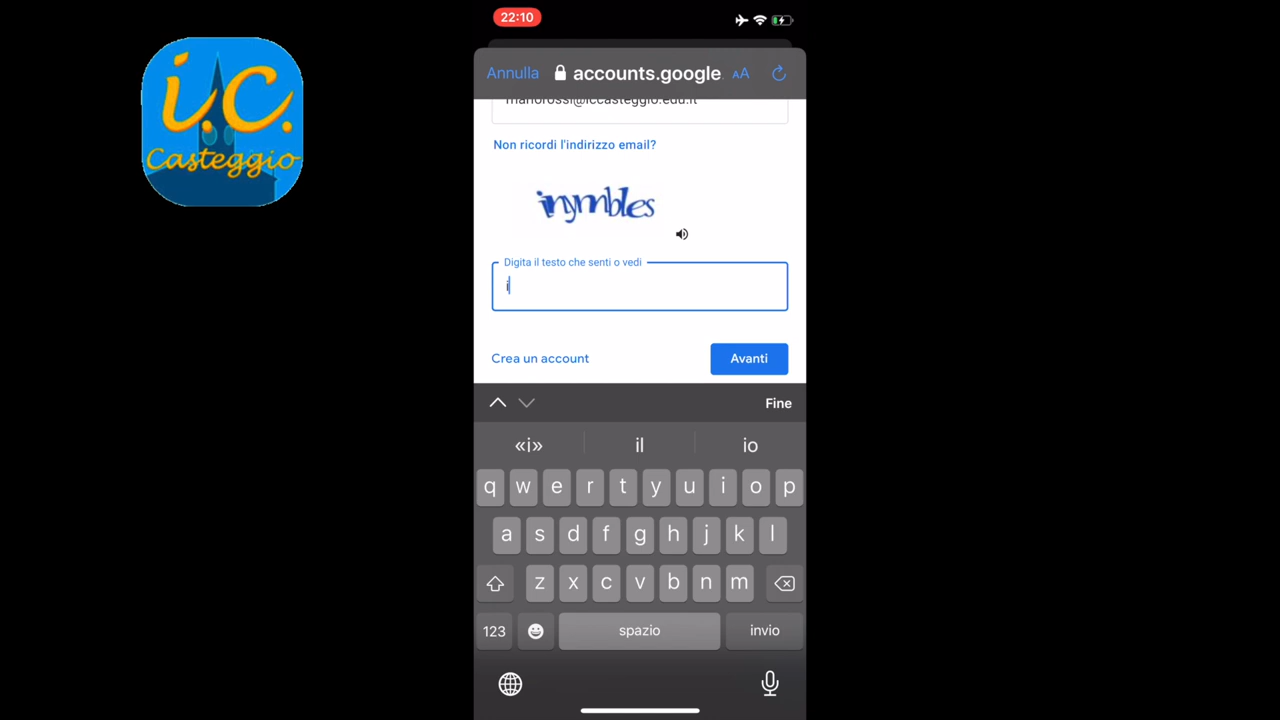 22:10
Annulla accounts.google. AA
mariorossi@iccasteggio.edu.it
Non ricordi l'indirizzo email?
i.C.
Casteggio
inymbles
Digita il testo che senti o vedi
i
Crea un account Avanti
Fine
«i» il io
q w e r t y u i o p
a s d f g h j k l
z x c v b n m
123 spazio invio